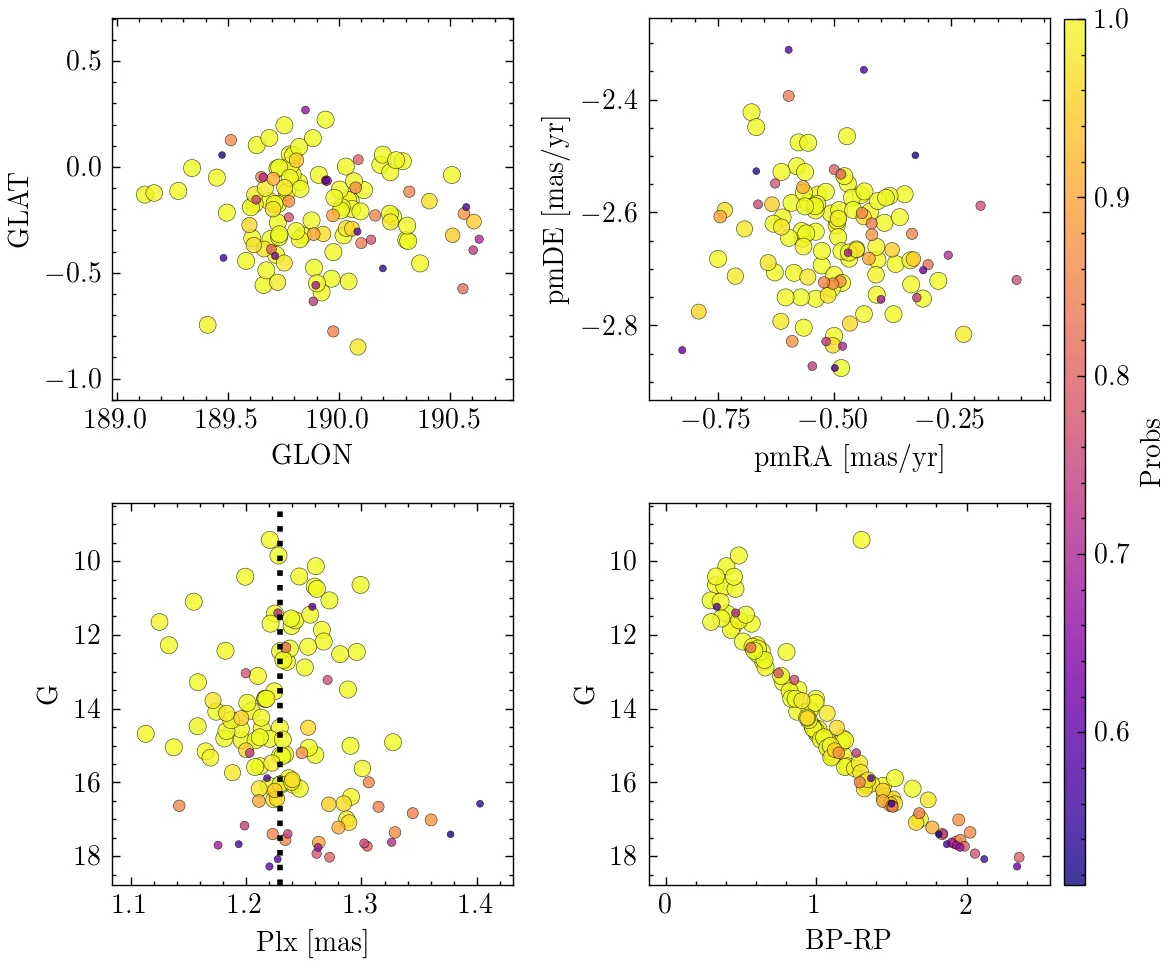 0.5
0.0
−0.5
−1.0
GLAT
189.0 189.5 190.0 190.5
GLON
−2.4
−2.6
−2.8
pmDE [mas/yr]
−0.75 −0.50 −0.25
pmRA [mas/yr]
1.0
0.9
0.8
0.7
0.6
Probs
10
12
14
16
18
G
1.1 1.2 1.3 1.4
Plx [mas]
10
12
14
16
18
G
0 1 2
BP-RP